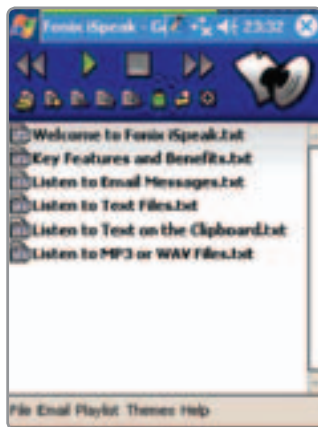 Fonix iSpeak - 23:32
Welcome to Fonix iSpeak.txt
Key Features and Benefits.txt
Listen to Email Messages.txt
Listen to Text Files.txt
Listen to Text on the Clipboard.txt
Listen to MP3 or WAV Files.txt
File Email Playlist Themes Help